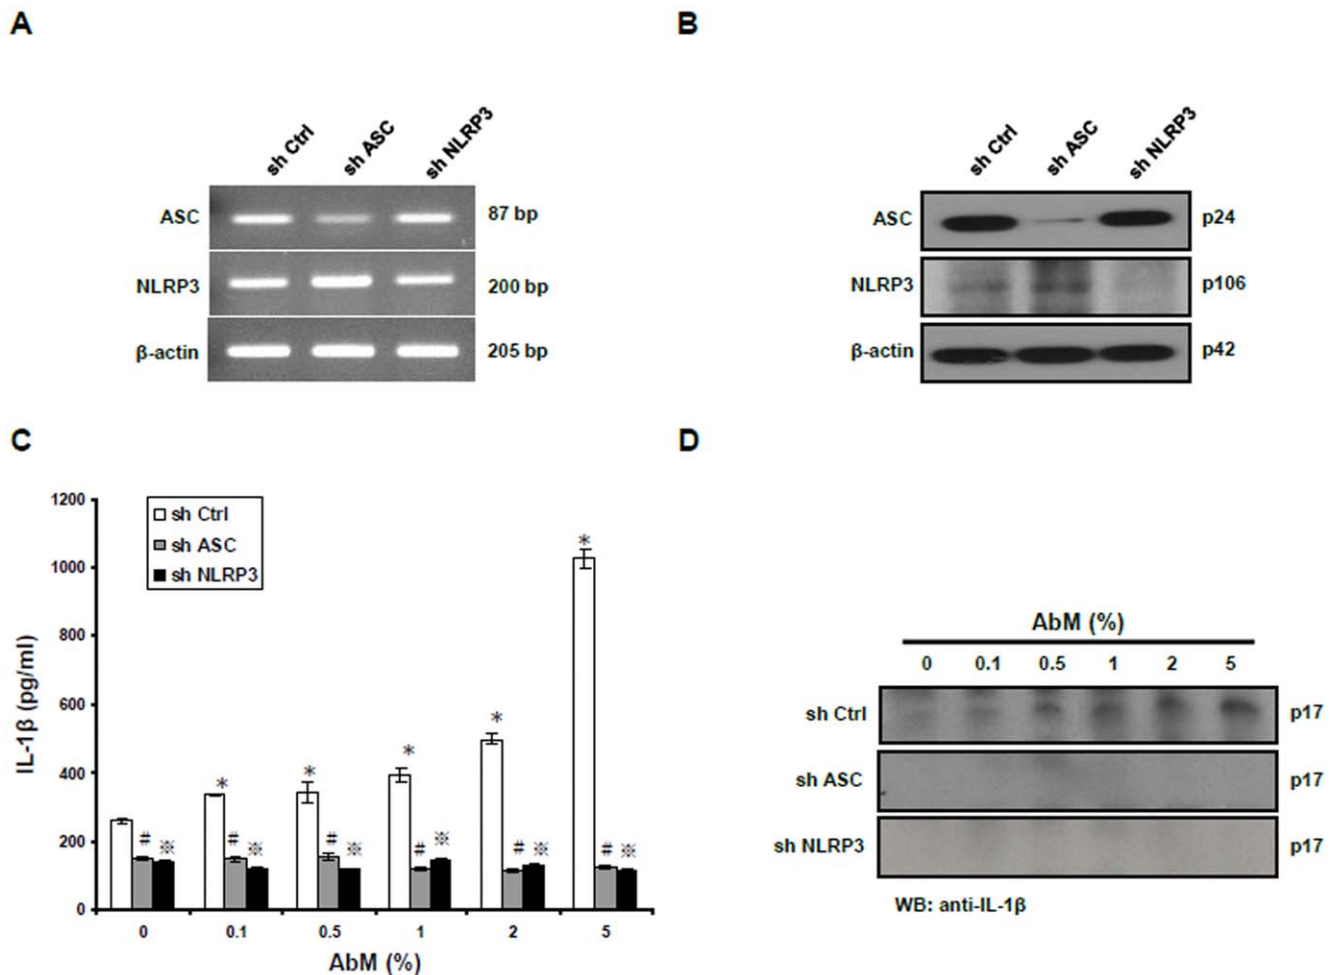 A
B
sh Ctrl
sh ASC
sh NLRP3
ASC
87 bp
NLRP3
200 bp
β-actin
205 bp
sh Ctrl
sh ASC
sh NLRP3
ASC
p24
NLRP3
p106
β-actin
p42
C
D
1200
1000
800
600
400
200
0
IL-1β (pg/ml)
sh Ctrl
sh ASC
sh NLRP3
*
*
*
*
*
# ※
# ※
# ※
# ※
# ※
# ※
0 0.1 0.5 1 2 5
AbM (%)
AbM (%)
0 0.1 0.5 1 2 5
sh Ctrl
p17
sh ASC
p17
sh NLRP3
p17
WB: anti-IL-1β